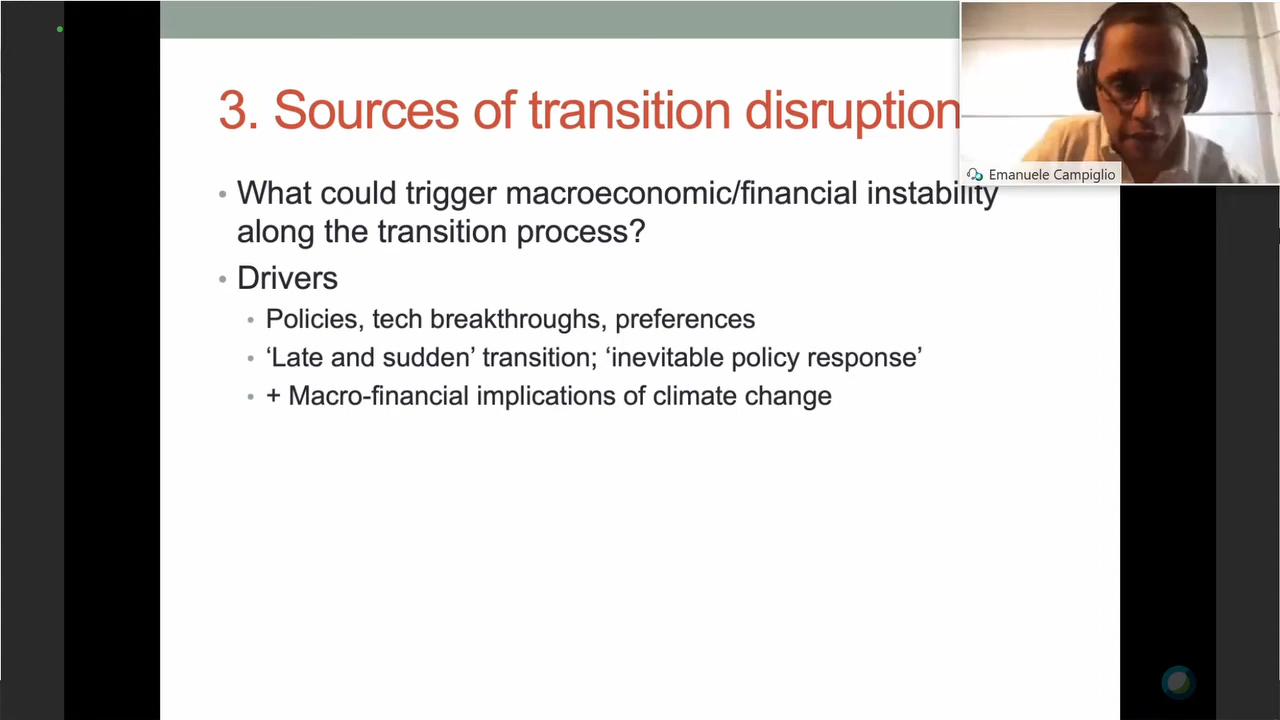 3. Sources of transition disruption
What could trigger macroeconomic/financial instability
along the transition process?
Drivers
Policies, tech breakthroughs, preferences
‘Late and sudden’ transition; ‘inevitable policy response’
+ Macro-financial implications of climate change
Emanuele Campiglio